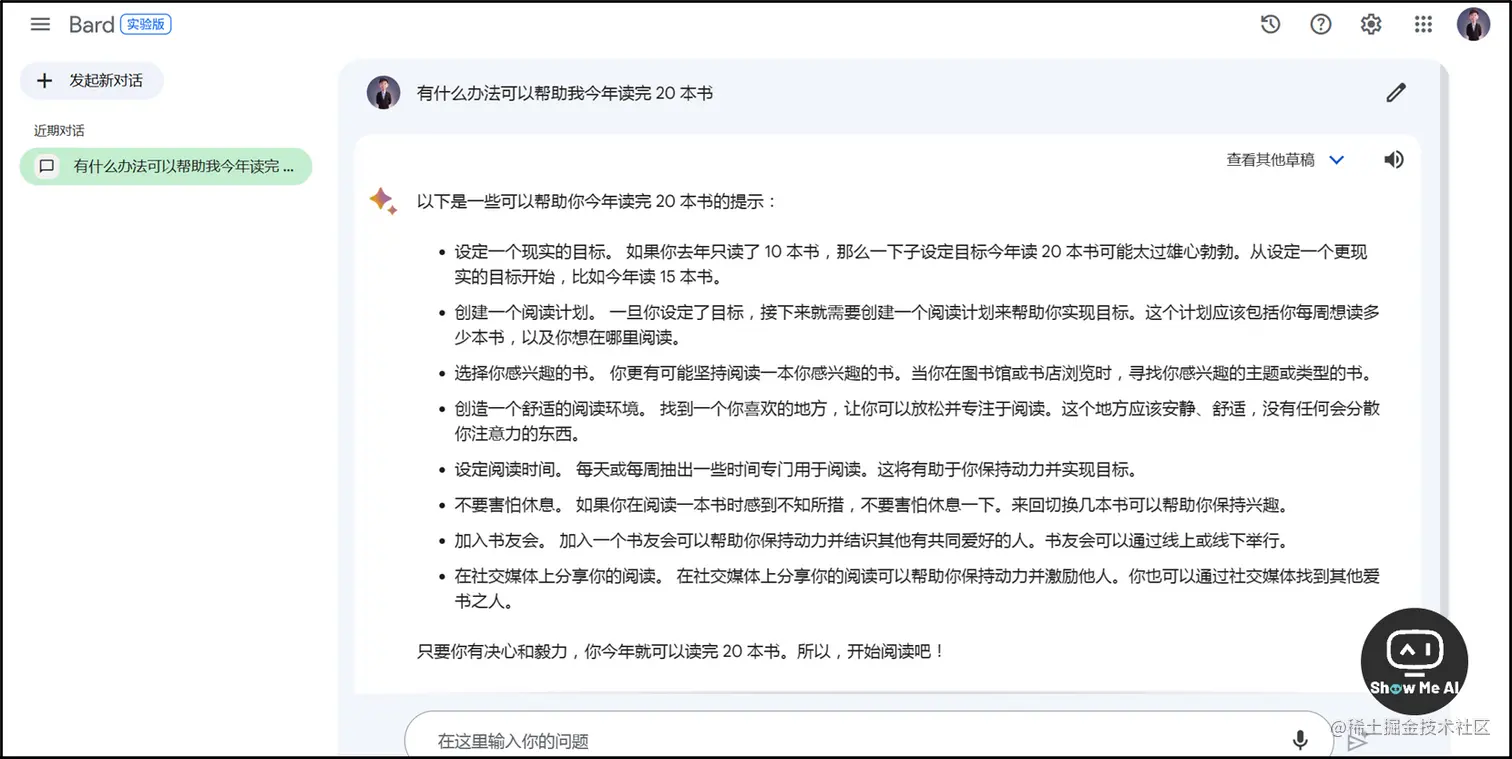 Bard 实验版
发起新对话
近期对话
有什么办法可以帮助我今年读完 ...
有什么办法可以帮助我今年读完 20 本书
查看其他草稿
以下是一些可以帮助你今年读完 20 本书的提示：
• 设定一个现实的目标。 如果你去年只读了 10 本书，那么一下子设定目标今年读 20 本书可能太过雄心勃勃。从设定一个更现
实的目标开始，比如今年读 15 本书。
• 创建一个阅读计划。 一旦你设定了目标，接下来就需要创建一个阅读计划来帮助你实现目标。这个计划应该包括你每周想读多
少本书，以及你想在哪里阅读。
• 选择你感兴趣的书。 你更有可能坚持阅读一本你感兴趣的书。当你在图书馆或书店浏览时，寻找你感兴趣的主题或类型的书。
• 创造一个舒适的阅读环境。 找到一个你喜欢的地方，让你可以放松并专注于阅读。这个地方应该安静、舒适，没有任何会分散
你注意力的东西。
• 设定阅读时间。 每天或每周抽出一些时间专门用于阅读。这将有助于你保持动力并实现目标。
• 不要害怕休息。 如果你在阅读一本书时感到不知所措，不要害怕休息一下。来回切换几本书可以帮助你保持兴趣。
• 加入书友会。 加入一个书友会可以帮助你保持动力并结识其他有共同爱好的人。书友会可以通过线上或线下举行。
• 在社交媒体上分享你的阅读。 在社交媒体上分享你的阅读可以帮助你保持动力并激励他人。你也可以通过社交媒体找到其他爱
书之人。
只要你有决心和毅力，你今年就可以读完 20 本书。所以，开始阅读吧！
Show Me AI
@稀土掘金技术社区
在这里输入你的问题